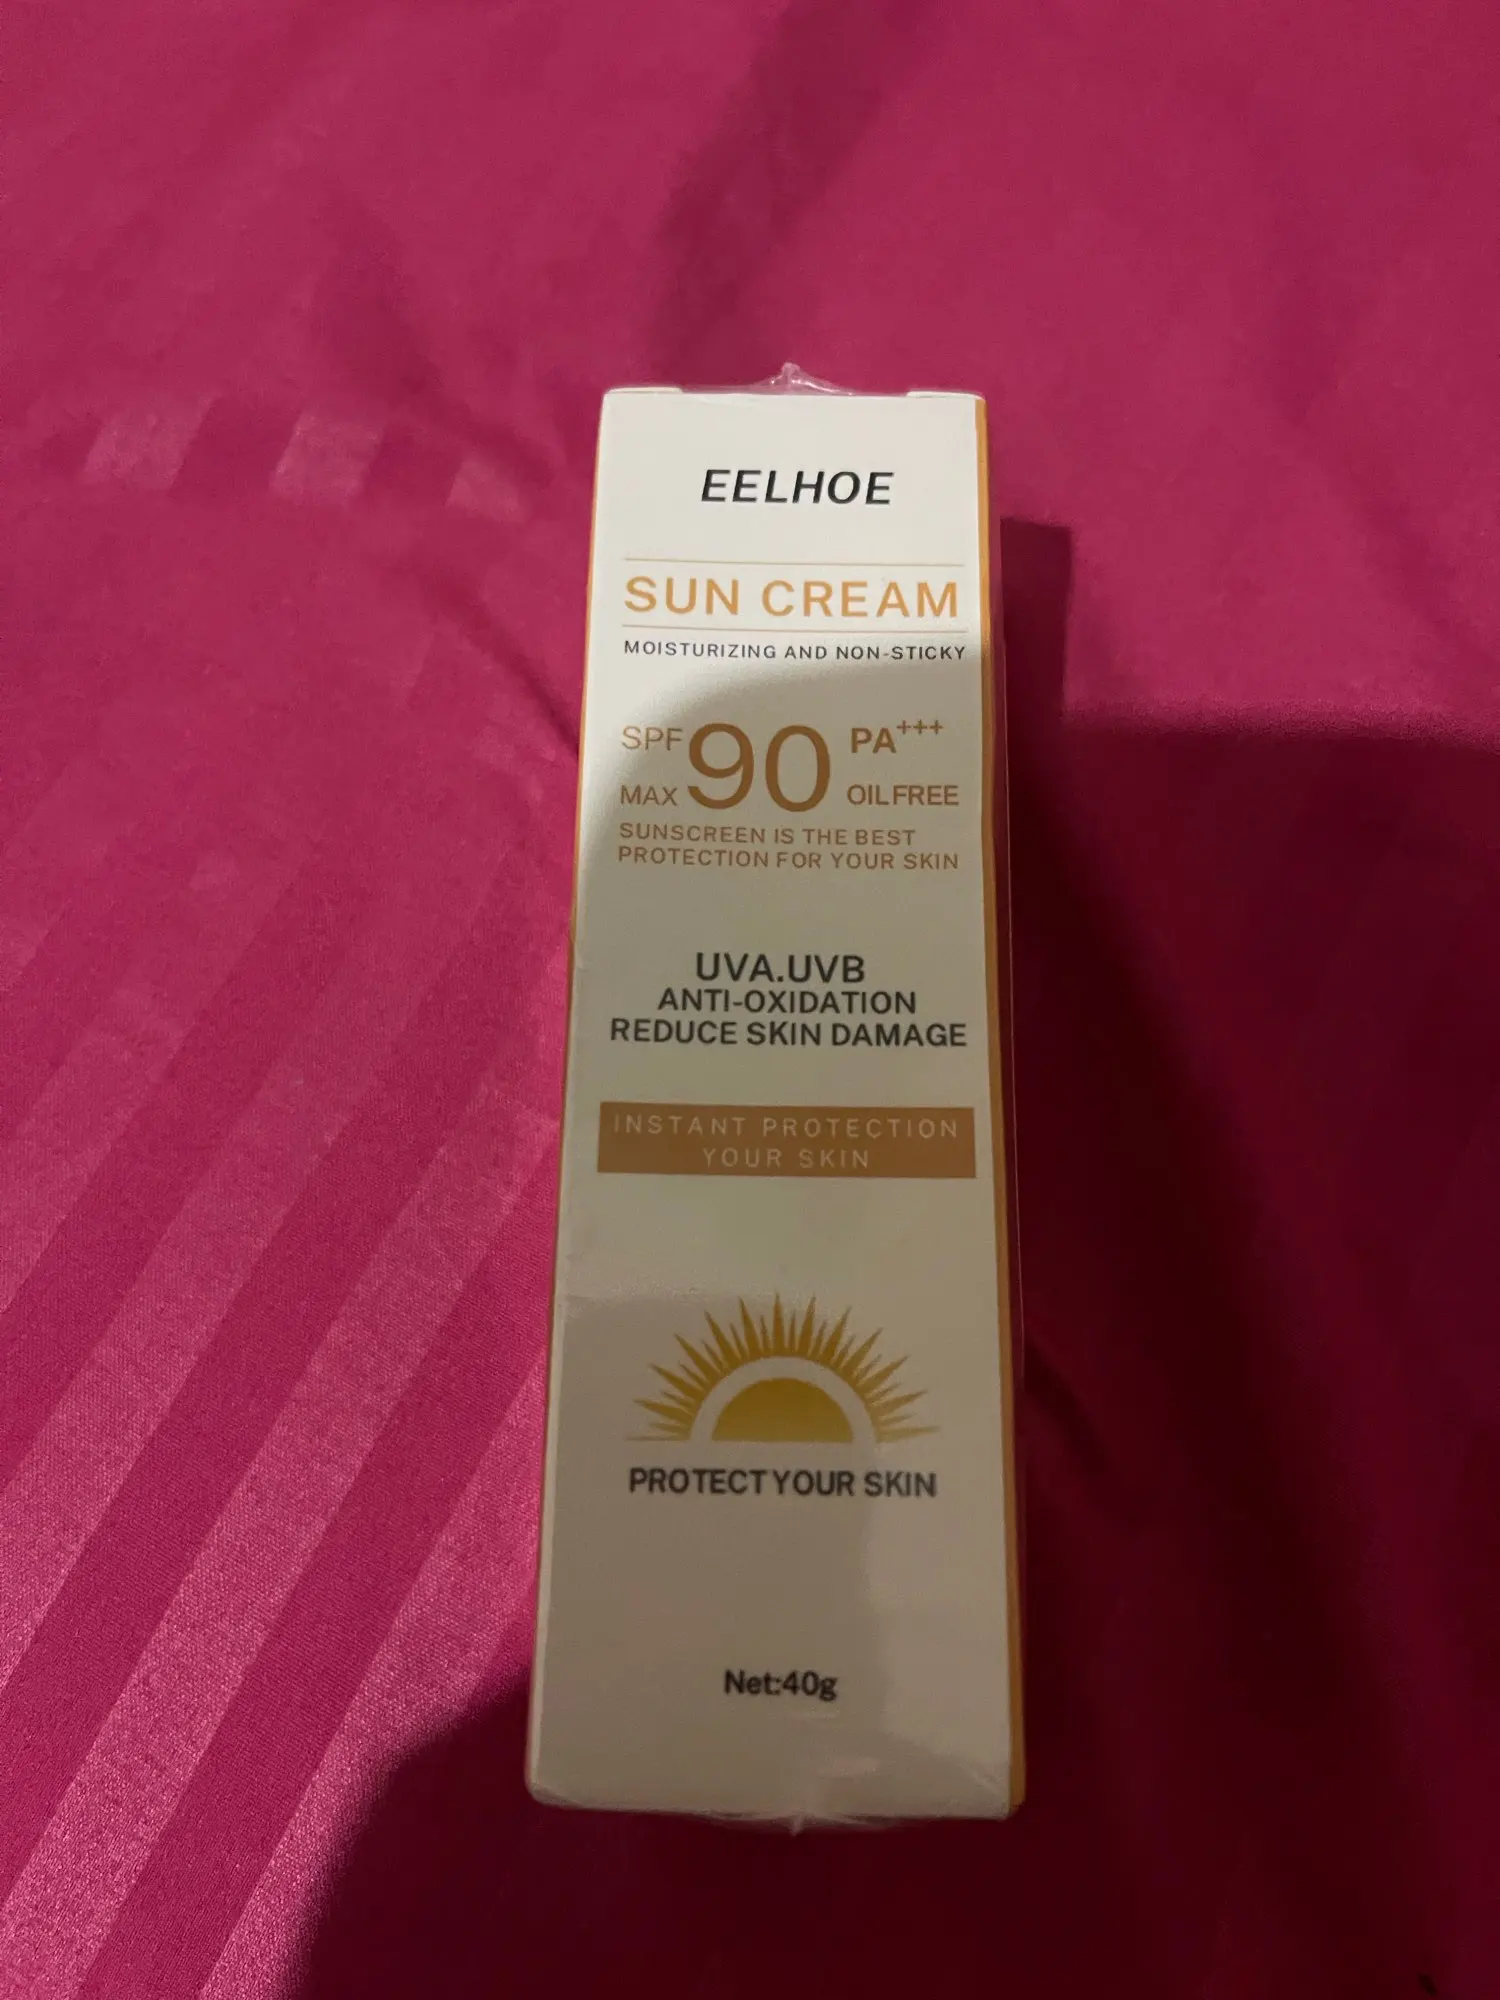 EELHOE
SUN CREAM
MOISTURIZING AND NON-STICKY
SPF MAX 90 PA+++ OILFREE
SUNSCREEN IS THE BEST
PROTECTION FOR YOUR SKIN
UVA.UVB
ANTI-OXIDATION
REDUCE SKIN DAMAGE
INSTANT PROTECTION
YOUR SKIN
PROTECT YOUR SKIN
Net:40g